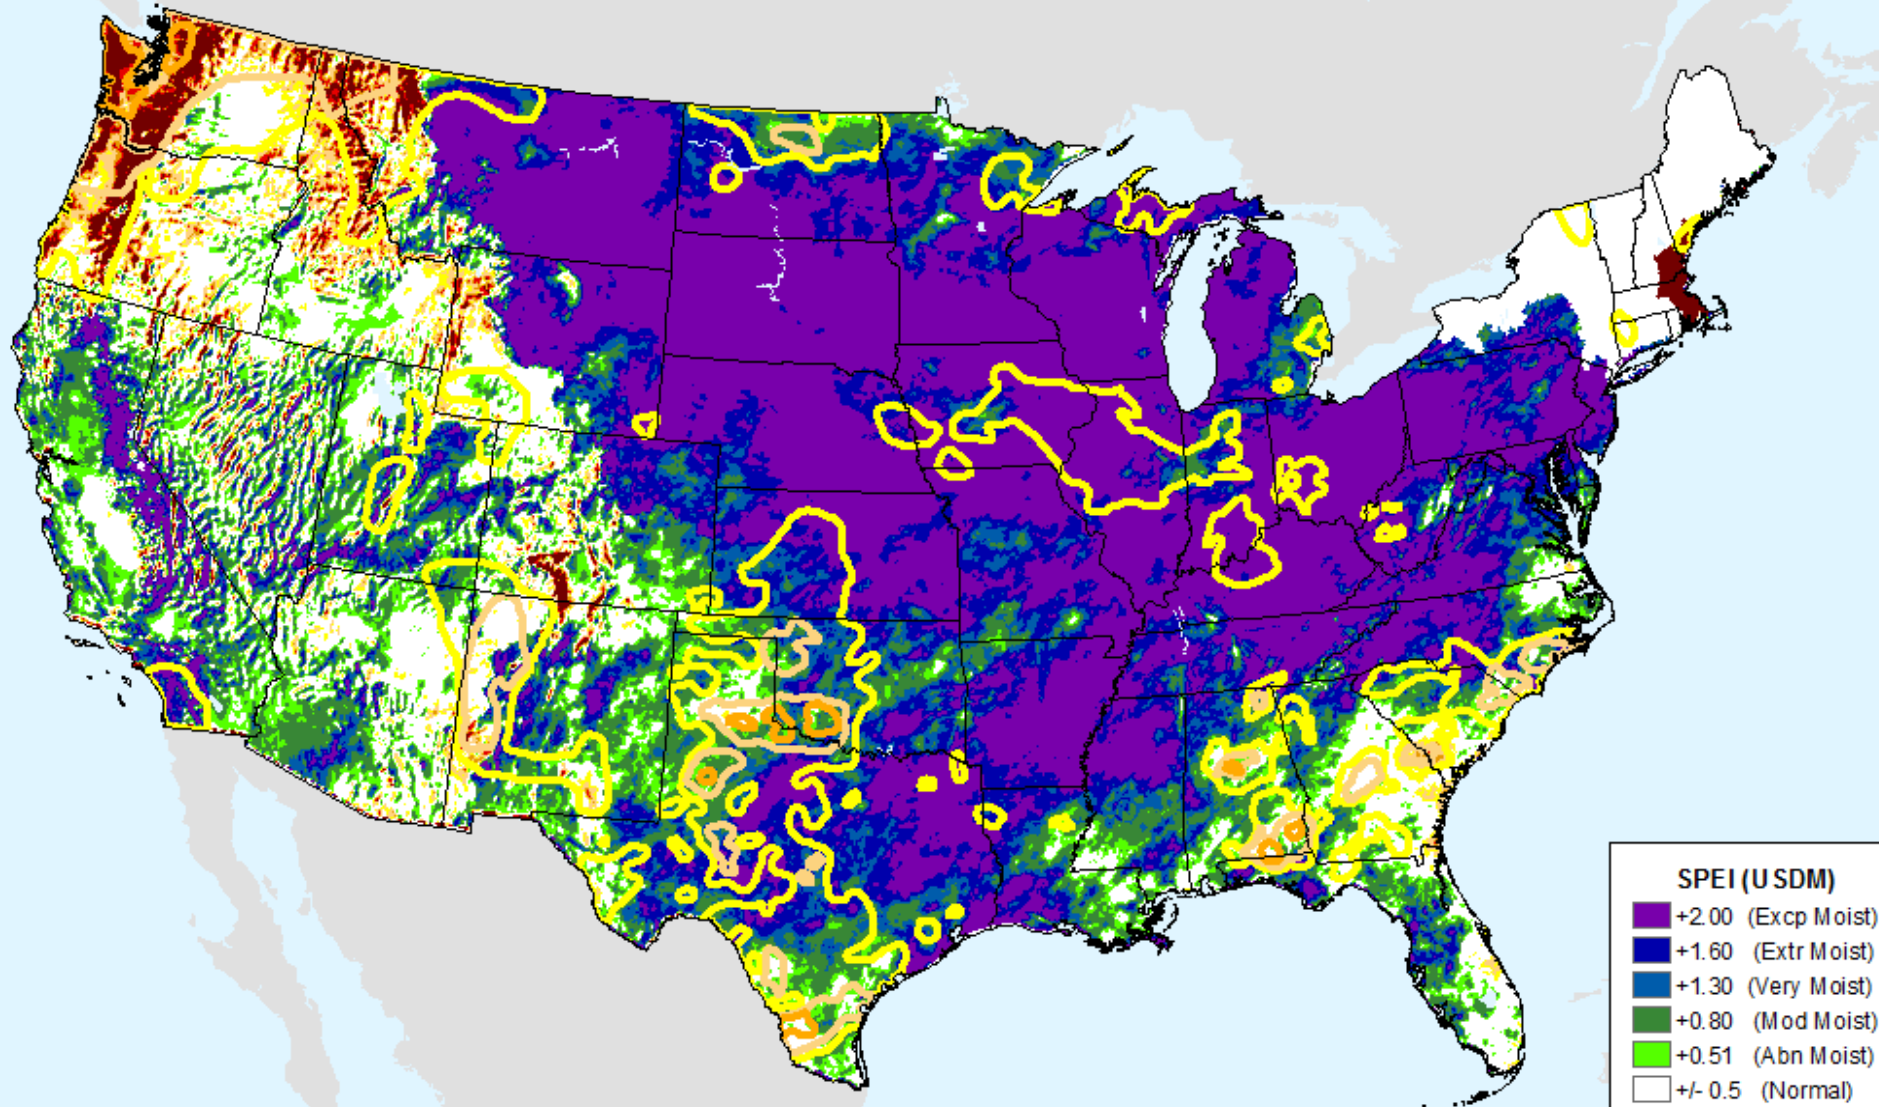 SPEI (USDM)
+2.00 (Excp Moist)
+1.60 (Extr Moist)
+1.30 (Very Moist)
+0.80 (Mod Moist)
+0.51 (Abn Moist)
+/- 0.5 (Normal)